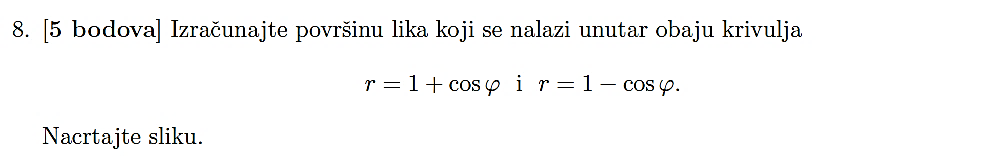 8. [5 bodova] Izračunajte površinu lika koji se nalazi unutar obaju krivulja
r = 1 + cos φ i r = 1 − cos φ.
Nacrtajte sliku.